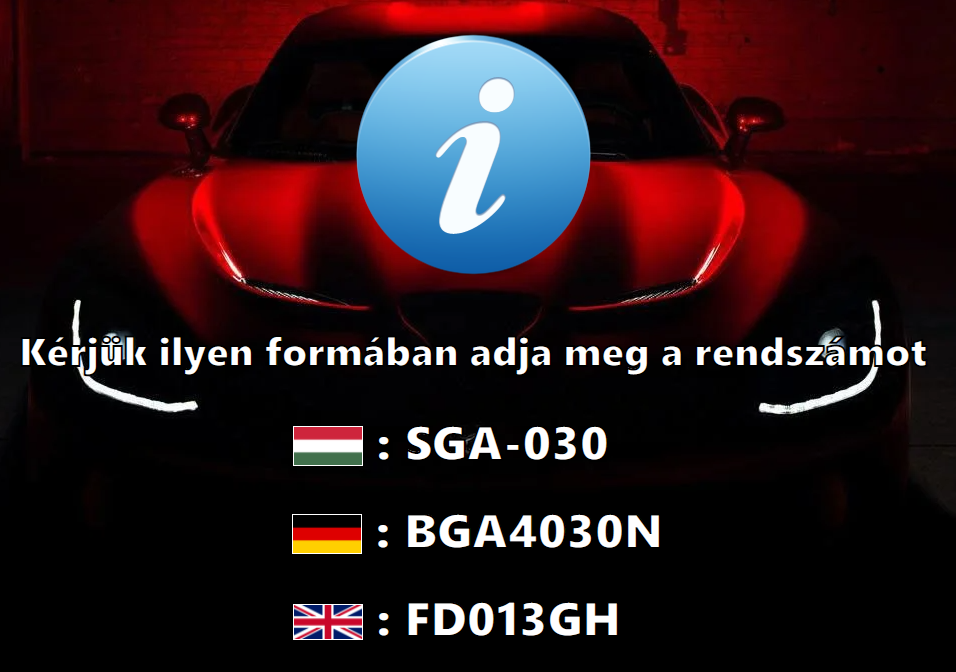 i
Kérjük ilyen formában adja meg a rendszámot
: SGA-030
: BGA4030N
: FD013GH